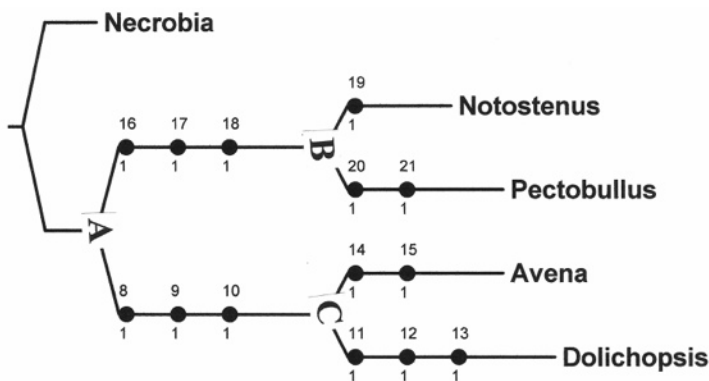 Necrobia
19
16 17 18
Notostenus
1
1 1 1
B
20 21
Pectobullus
1 1
A
14 15
Avena
8 9 10
1 1
C
1 1 1
11 12 13
Dolichopsis
1 1 1